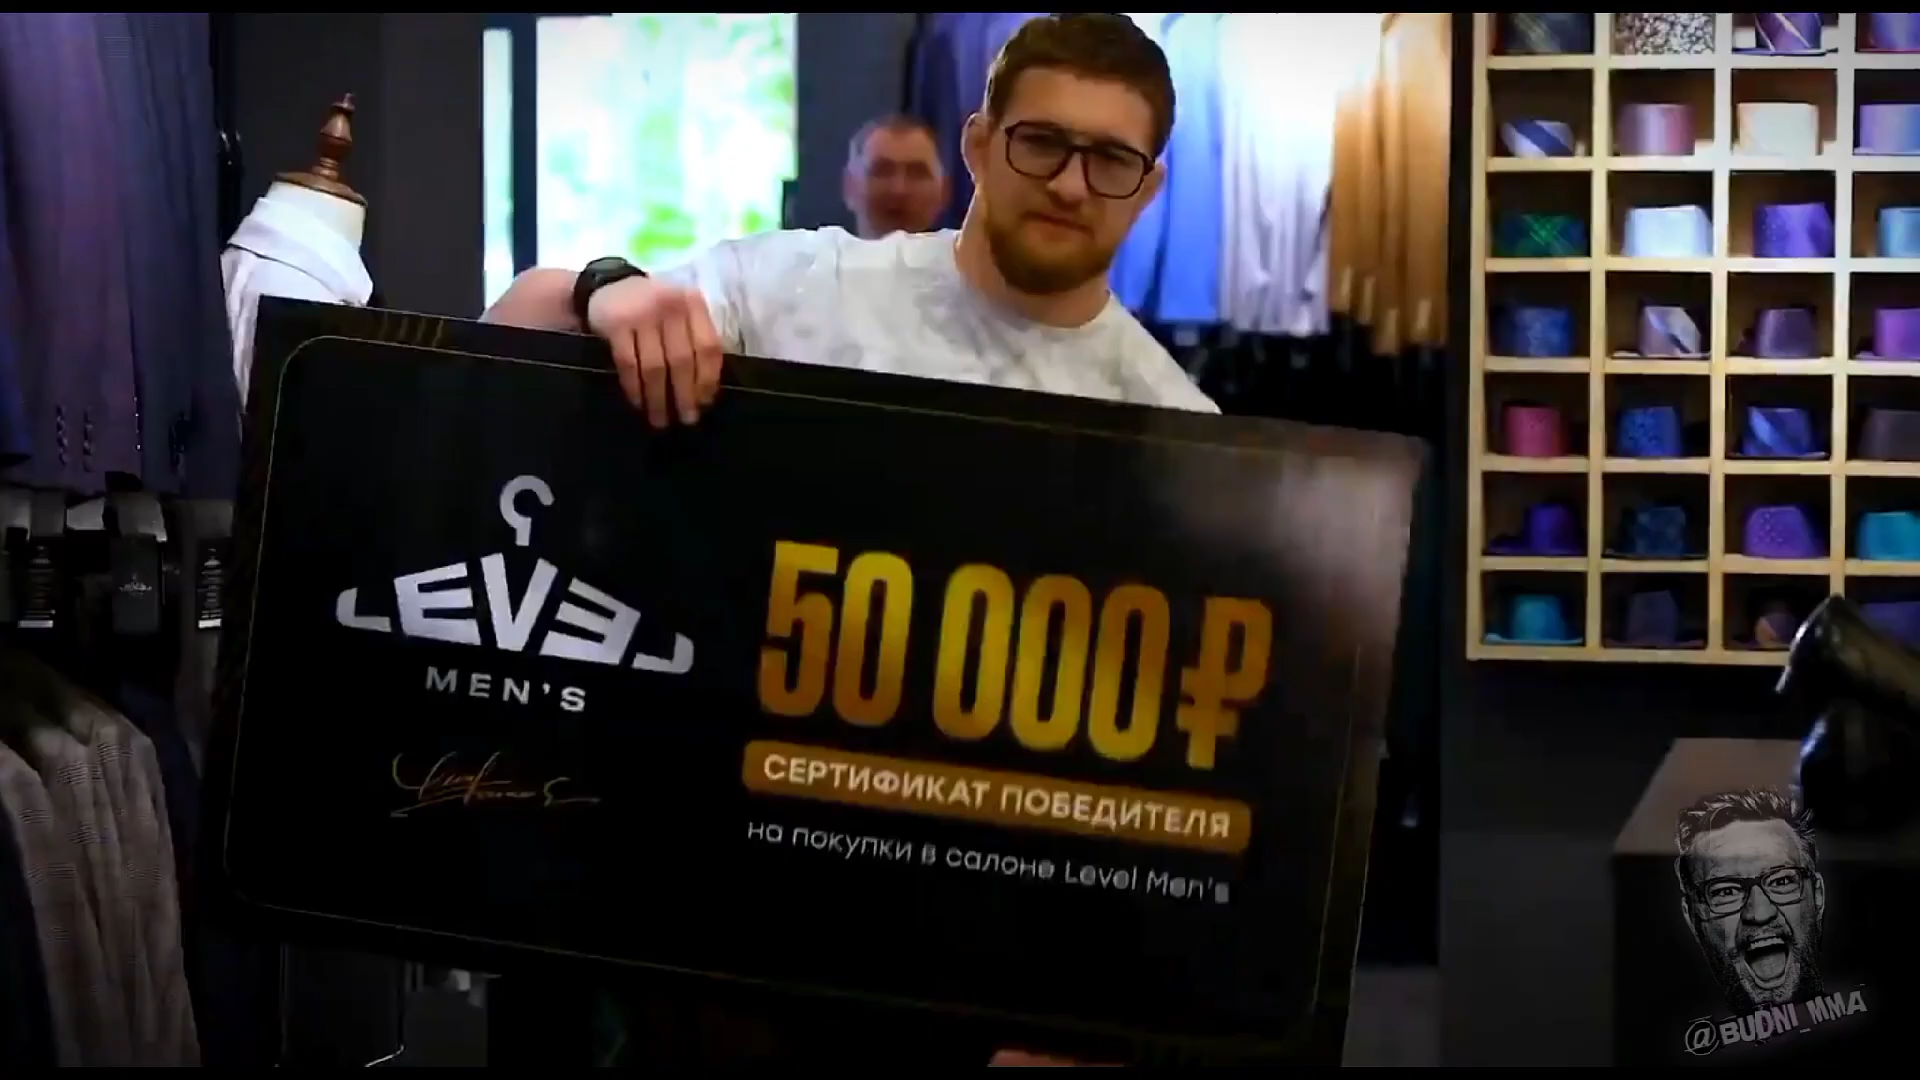 LEVEL
MEN'S
50 000 ₽
СЕРТИФИКАТ ПОБЕДИТЕЛЯ
на покупки в салоне Level Men's
@BUDNI_MMA